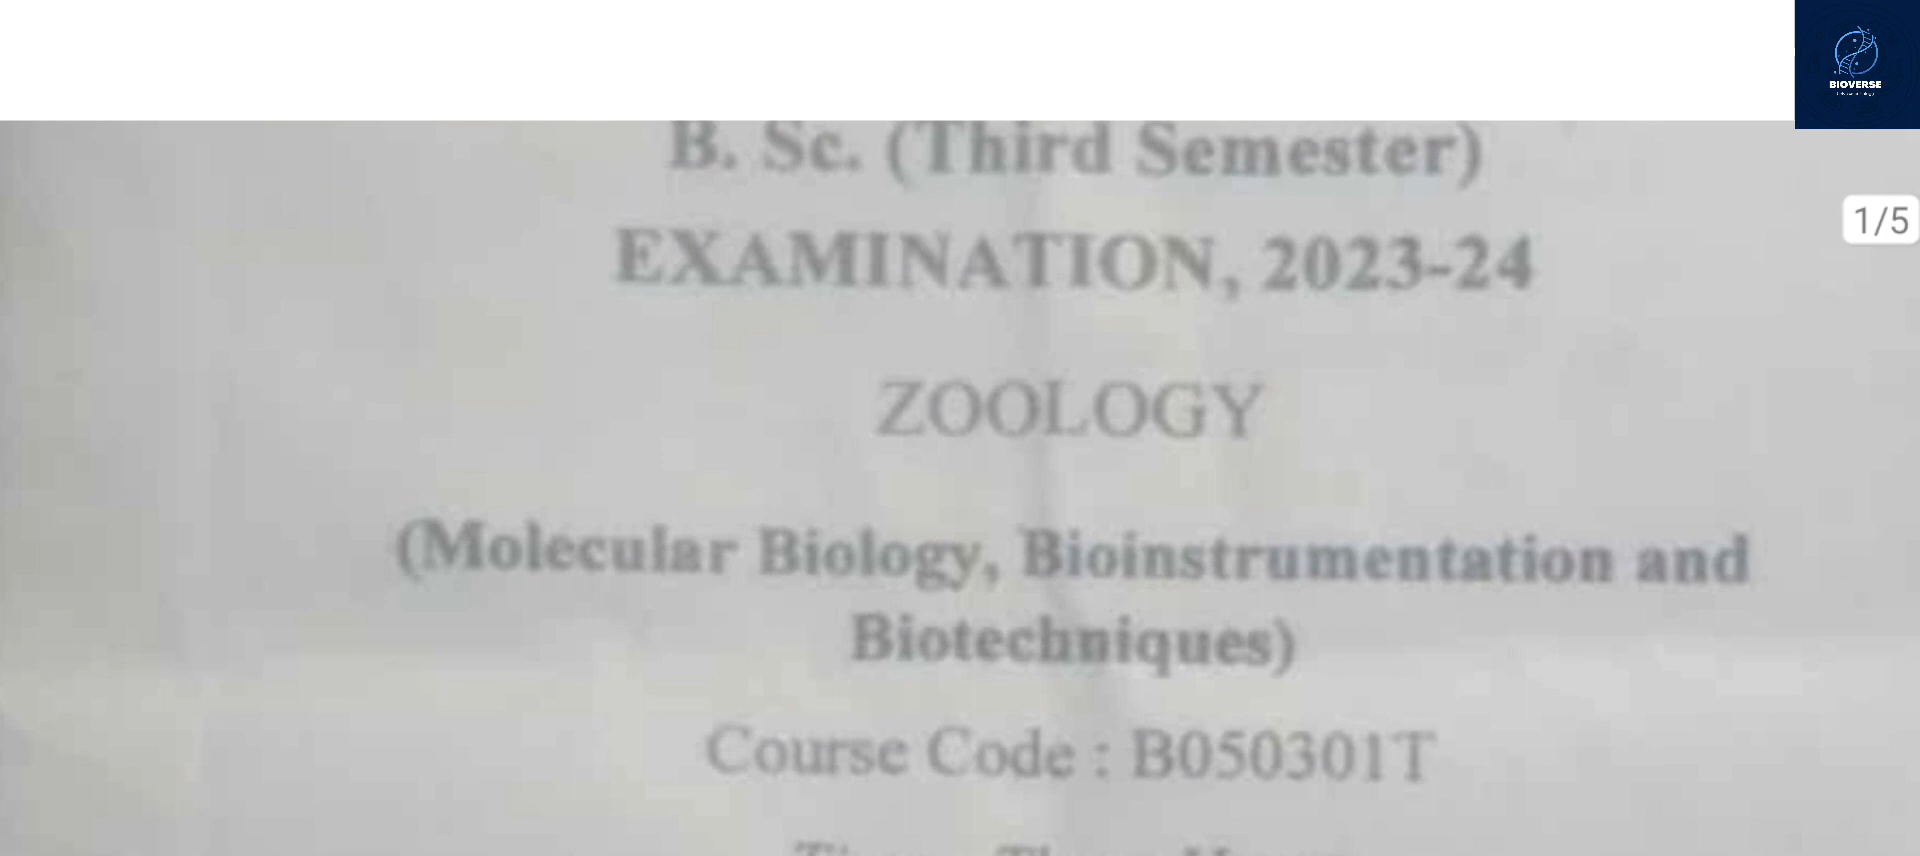 BIOVERSE
B. Sc. (Third Semester)
1/5
EXAMINATION, 2023-24
ZOOLOGY
(Molecular Biology, Bioinstrumentation and
Biotechniques)
Course Code : B050301T